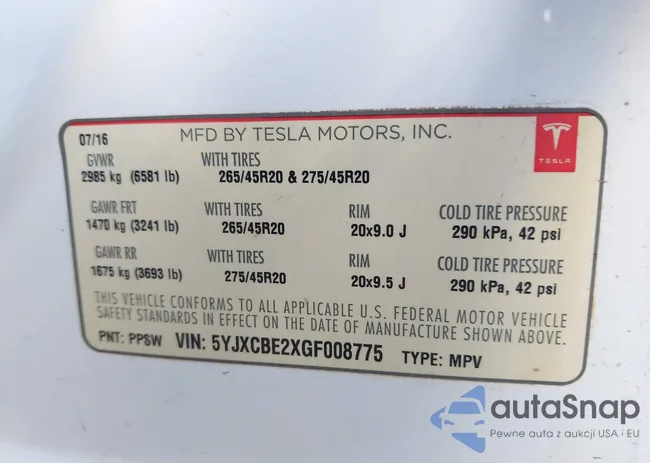 07/16 MFD BY TESLA MOTORS, INC.
TESLA
GVWR WITH TIRES
2985 kg (6581 lb) 265/45R20 & 275/45R20
GAWR FRT WITH TIRES RIM COLD TIRE PRESSURE
1470 kg (3241 lb) 265/45R20 20x9.0 J 290 kPa, 42 psi
GAWR RR WITH TIRES RIM COLD TIRE PRESSURE
1675 kg (3693 lb) 275/45R20 20x9.5 J 290 kPa, 42 psi
THIS VEHICLE CONFORMS TO ALL APPLICABLE U.S. FEDERAL MOTOR VEHICLE
SAFETY STANDARDS IN EFFECT ON THE DATE OF MANUFACTURE SHOWN ABOVE.
PNT: PPSW VIN: 5YJXCBE2XGF008775 TYPE: MPV
autaSnap
Pewne auta z aukcji USA i EU